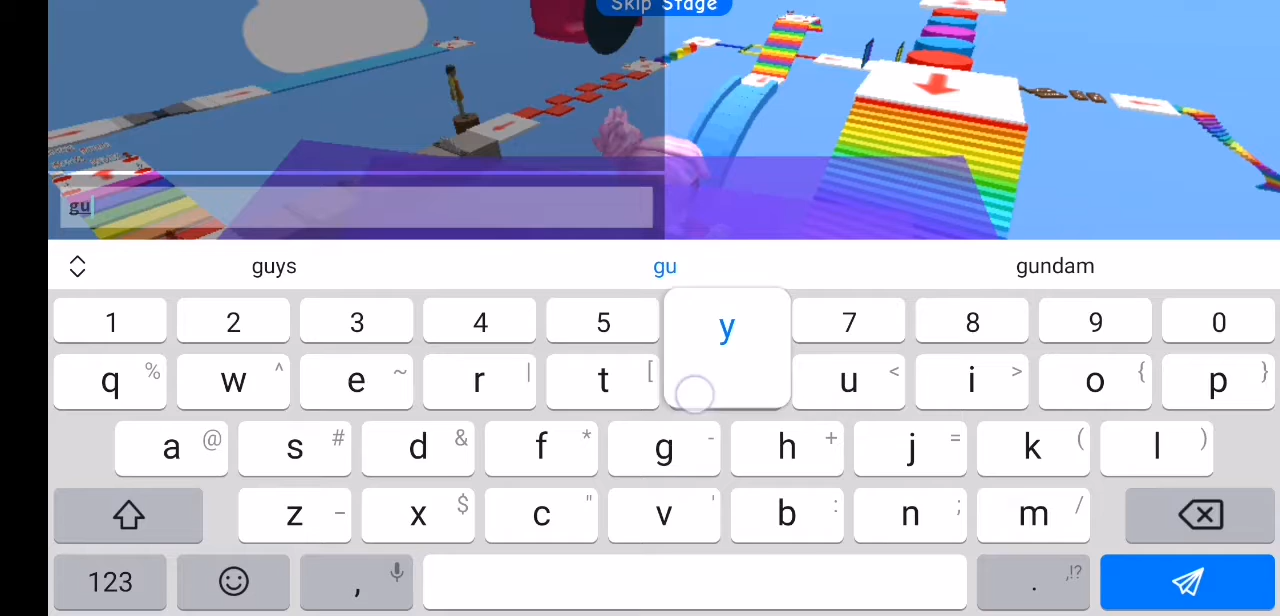 Skip Stage
gu
guys gu gundam
1 2 3 4 5 y 7 8 9 0
q % w ^ e ~ r | t [ u < i > o { p }
a @ s # d & f * g - h + j = k ( l )
z – x $ c " v ' b : n ; m /
123 , . ,!?